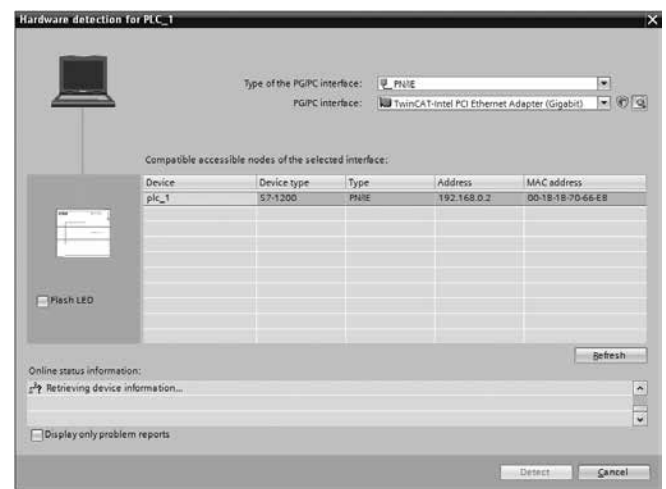 Hardware detection for PLC_1
Type of the PG/PC interface: PN/IE
PG/PC interface: TwinCAT-Intel PCI Ethernet Adapter (Gigabit)
Compatible accessible nodes of the selected interface:
Device Device type Type Address MAC address
plc_1 S7-1200 PN/IE 192.168.0.2 00-18-18-70-66-EB
Flash LED
Refresh
Online status information:
Retrieving device information...
Display only problem reports
Detect Cancel